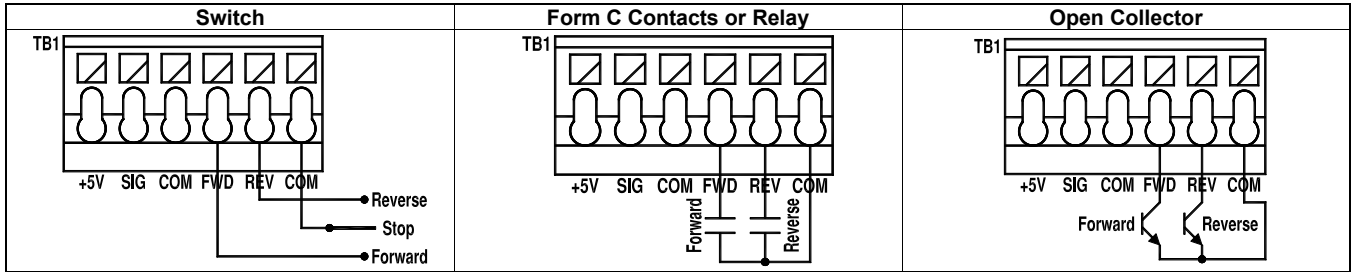 Switch
TB1
+5V SIG COM FWD REV COM
Reverse
Stop
Forward
Form C Contacts or Relay
TB1
+5V SIG COM FWD REV COM
Forward
Reverse
Open Collector
TB1
+5V SIG COM FWD REV COM
Forward
Reverse